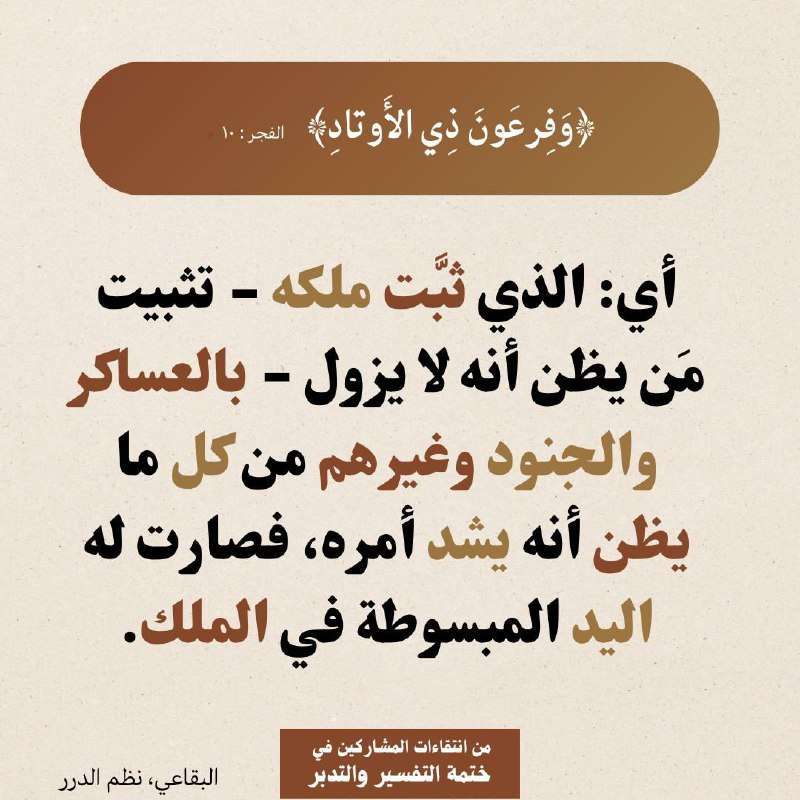 ﴿وَفِرعَونَ ذِي الأَوتادِ﴾ الفجر : ١٠
أي: الذي ثبَّت ملكه - تثبيت
مَن يظن أنه لا يزول - بالعساكر
والجنود وغيرهم من كل ما
يظن أنه يشد أمره، فصارت له
اليد المبسوطة في الملك.
من انتقاءات المشاركين في
ختمة التفسير والتدبر
البقاعي، نظم الدرر